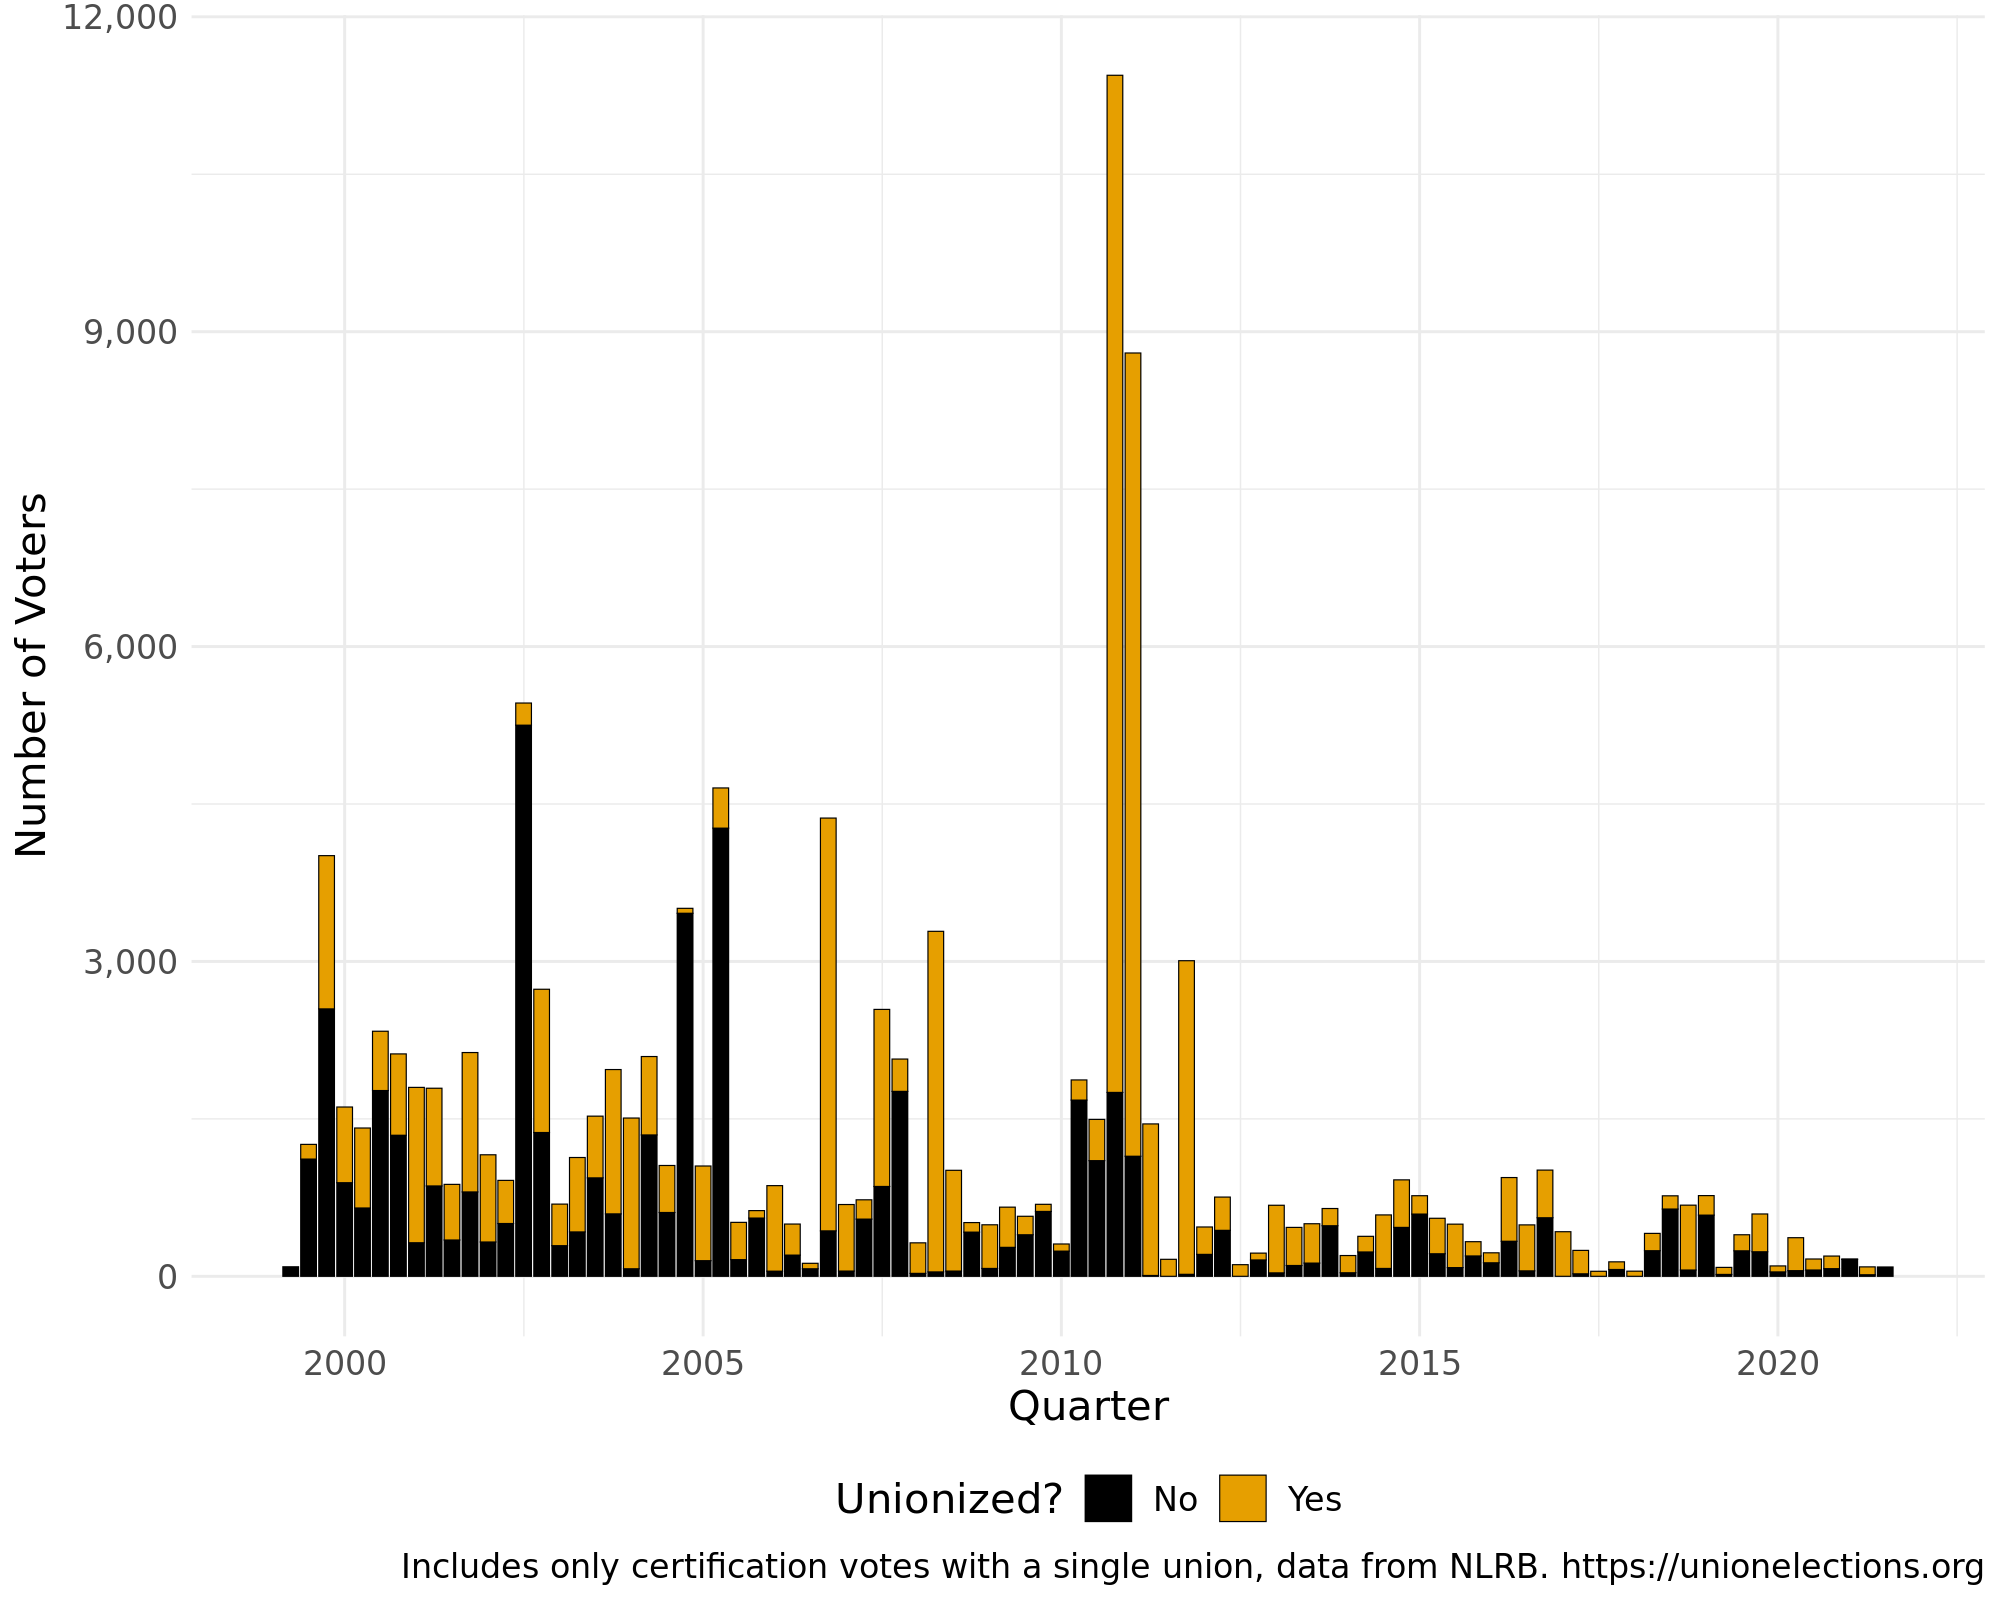 12,000
9,000
6,000
3,000
0
Number of Voters
2000 2005 2010 2015 2020
Quarter
Unionized? No Yes
Includes only certification votes with a single union, data from NLRB. https://unionelections.org